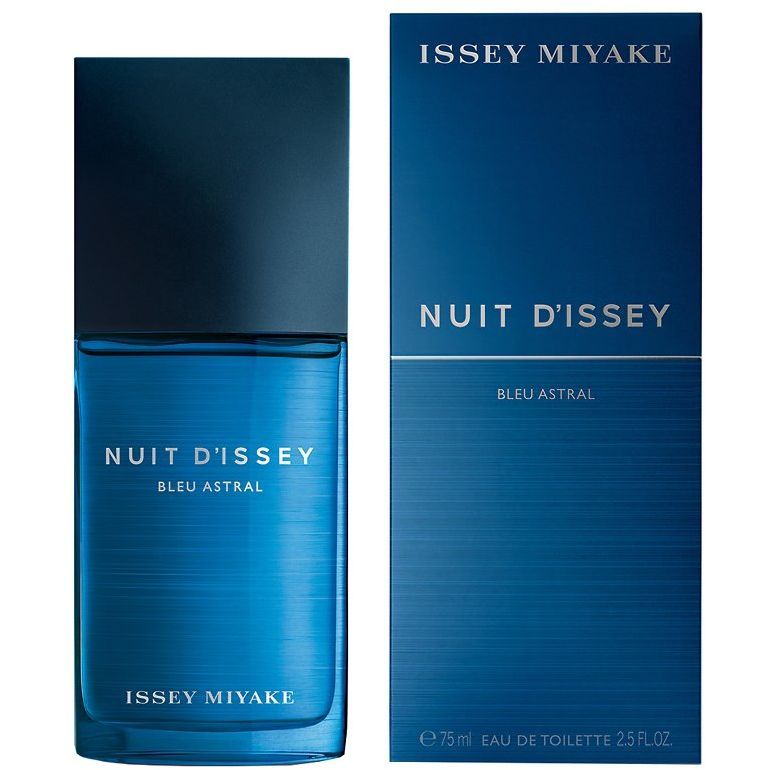 NUIT D'ISSEY
BLEU ASTRAL
ISSEY MIYAKE
ISSEY MIYAKE
NUIT D'ISSEY
BLEU ASTRAL
℮ 75 ml EAU DE TOILETTE 2.5 FL.OZ.